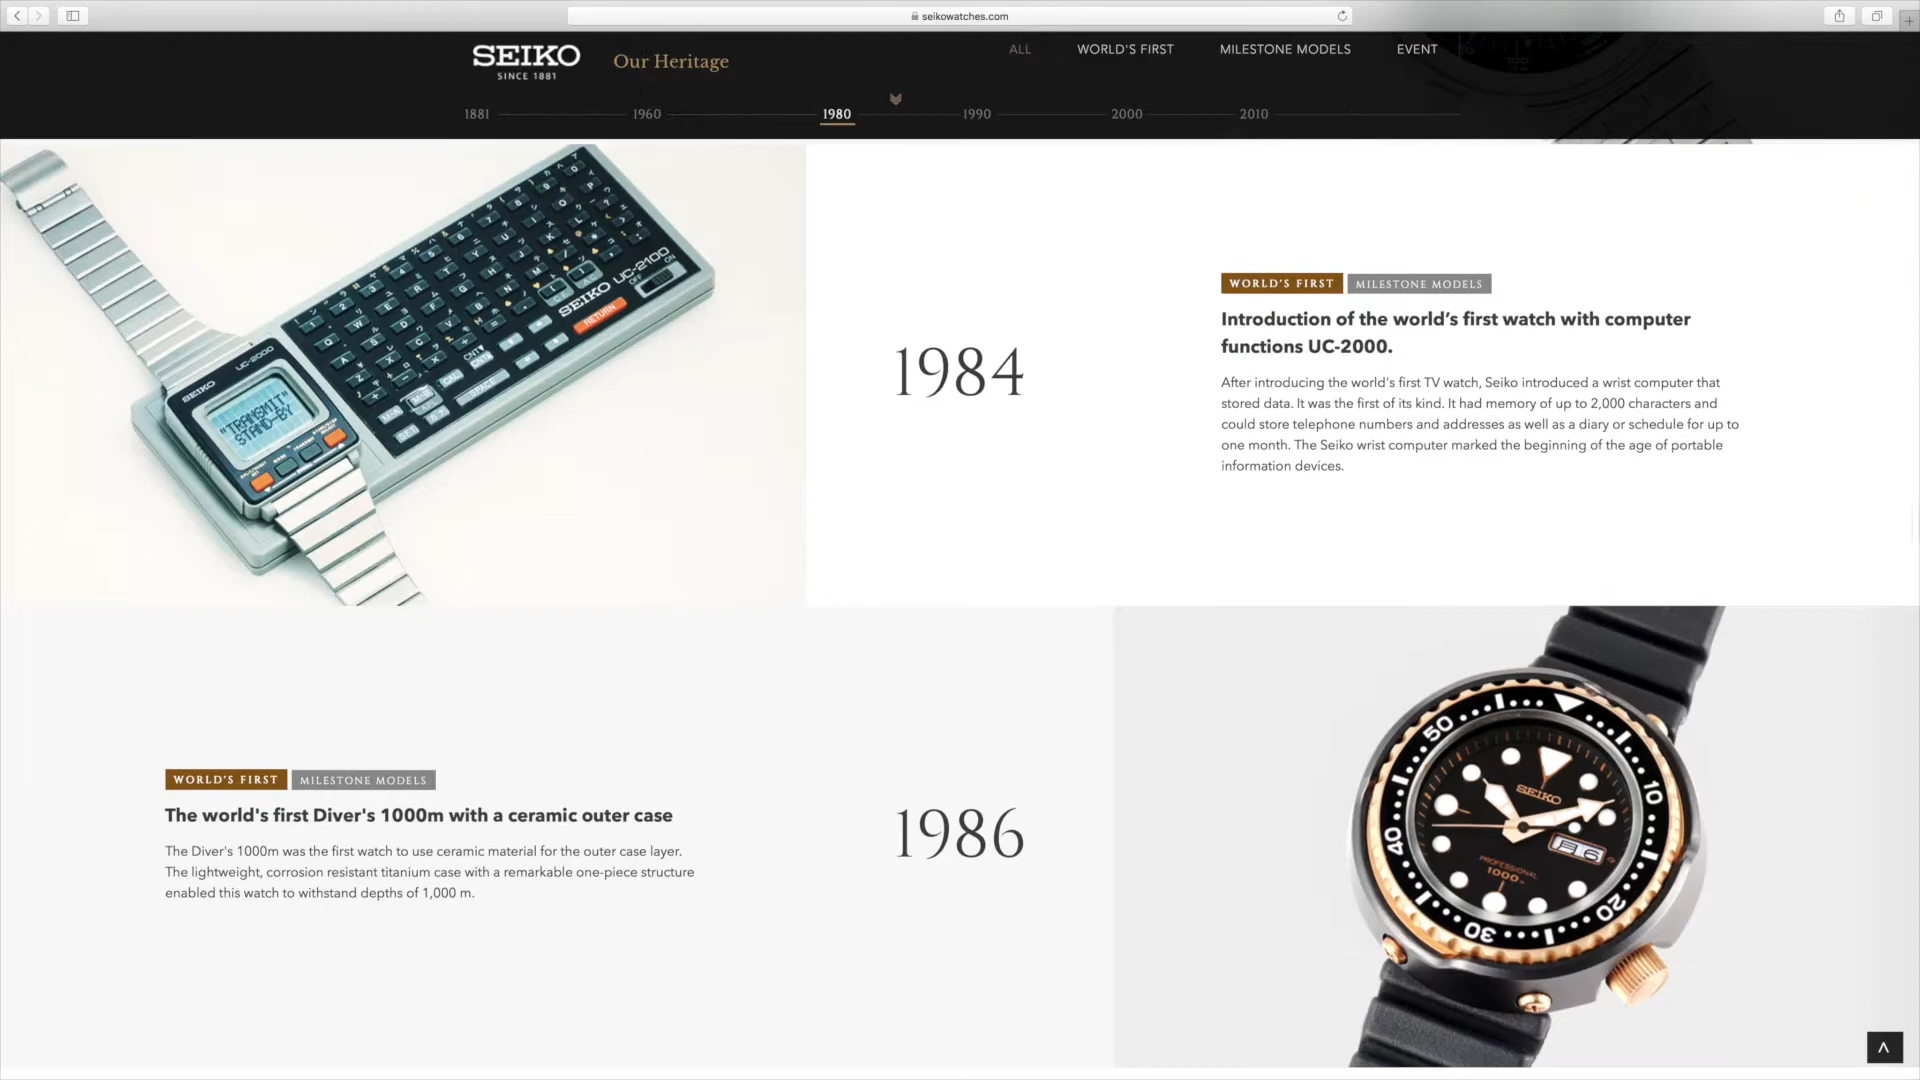 seikowatches.com
SEIKO
SINCE 1881
Our Heritage
ALL
WORLD'S FIRST
MILESTONE MODELS
EVENT
1881
1960
1980
1990
2000
2010
SEIKO UC-2100
OFF ON
RETURN
SPACE
SEIKO UC-2000
"TRANSMIT"
STAND-BY
1984
WORLD'S FIRST
MILESTONE MODELS
Introduction of the world’s first watch with computer
functions UC-2000.
After introducing the world's first TV watch, Seiko introduced a wrist computer that
stored data. It was the first of its kind. It had memory of up to 2,000 characters and
could store telephone numbers and addresses as well as a diary or schedule for up to
one month. The Seiko wrist computer marked the beginning of the age of portable
information devices.
WORLD'S FIRST
MILESTONE MODELS
The world's first Diver's 1000m with a ceramic outer case
The Diver's 1000m was the first watch to use ceramic material for the outer case layer.
The lightweight, corrosion resistant titanium case with a remarkable one-piece structure
enabled this watch to withstand depths of 1,000 m.
1986
50
10
40
20
30
SEIKO
月 6
PROFESSIONAL
1000m